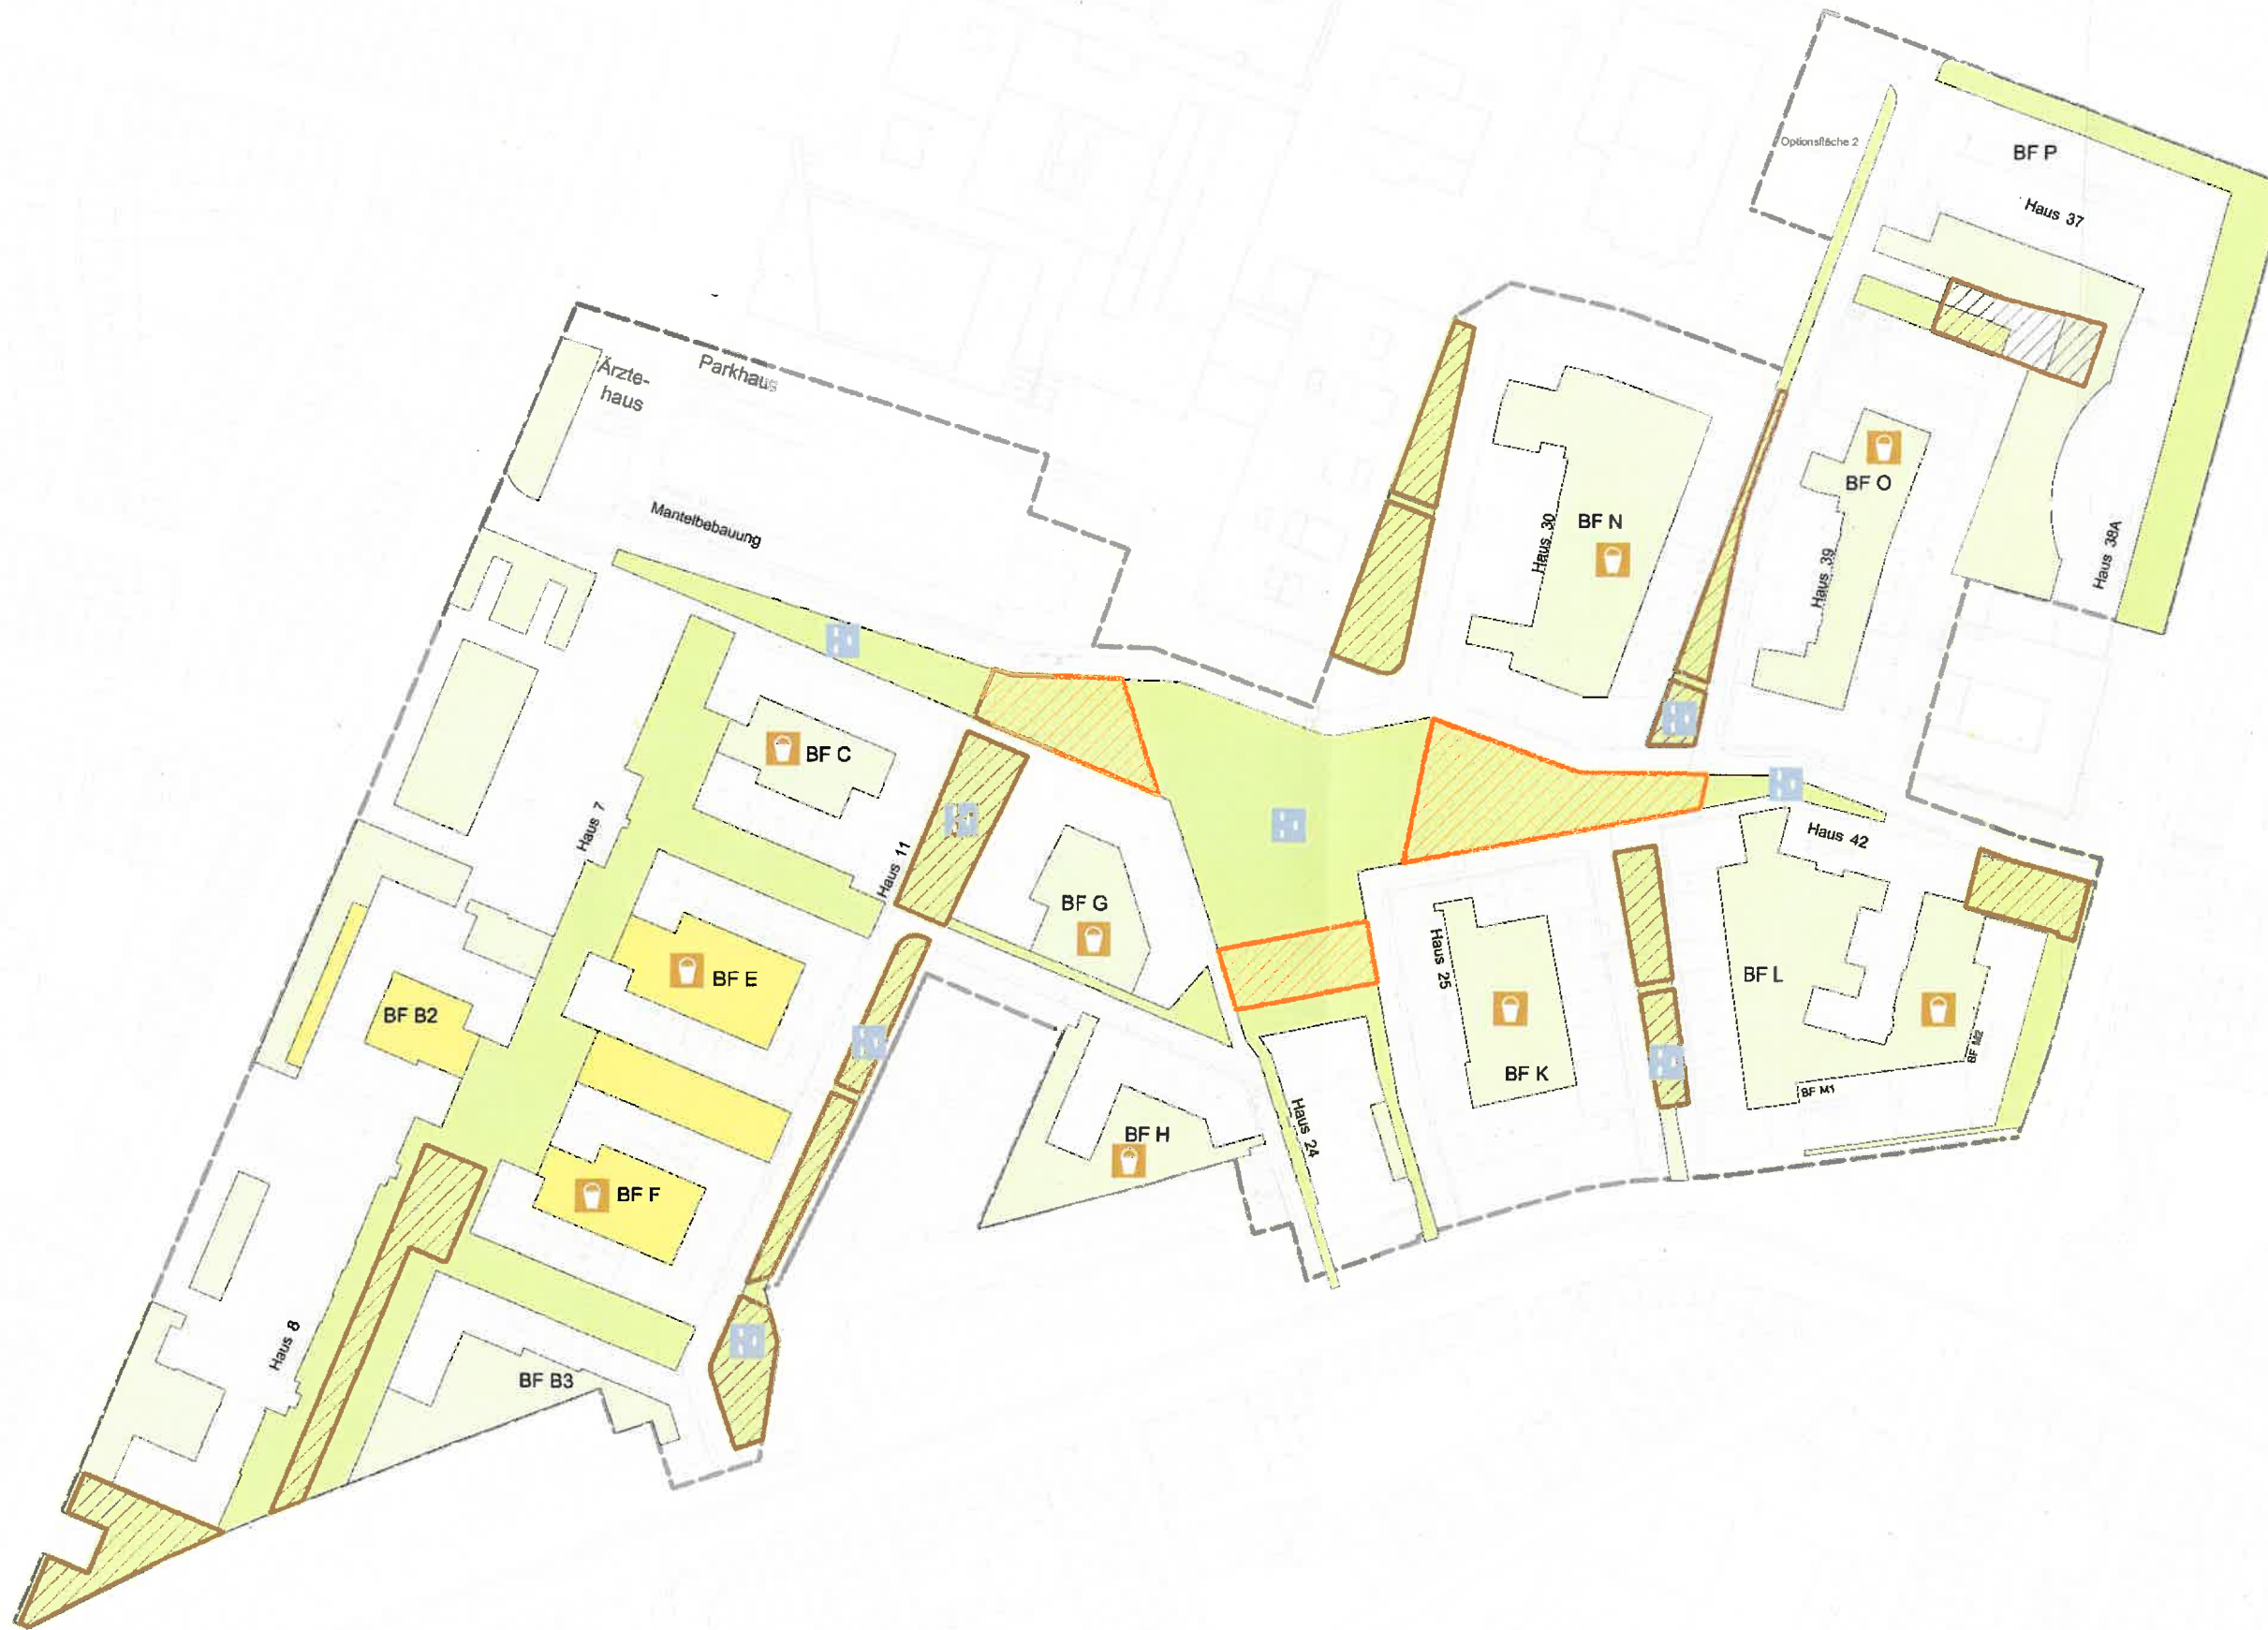 Optionsfläche 2
BF P
Haus 37
Ärzte-
haus
Parkhaus
Mantelbebauung
BF N
Haus 30
BF O
Haus 39
Haus 38A
BF C
Haus 7
Haus 11
Haus 42
BF G
BF E
BF B2
Haus 25
BF L
BF K
BF M2
BF M1
BF H
Haus 24
BF F
Haus 8
BF B3